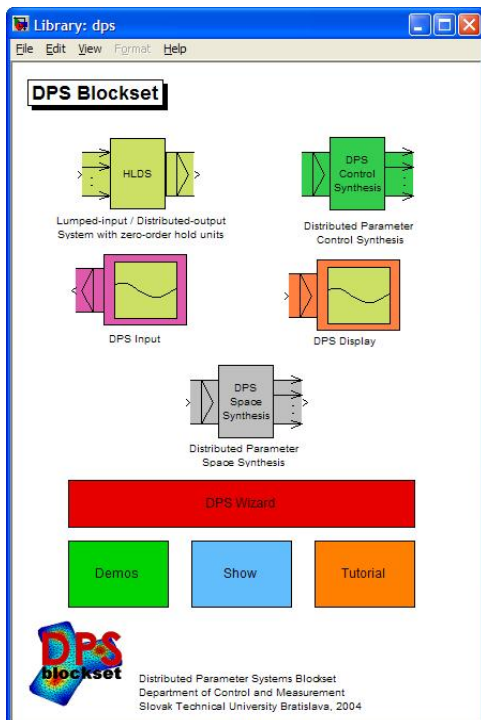 Library: dps
File Edit View Format Help
DPS Blockset
HLDS
Lumped-input / Distributed-output
System with zero-order hold units
DPS
Control
Synthesis
Distributed Parameter
Control Synthesis
DPS Input
DPS Display
DPS
Space
Synthesis
Distributed Parameter
Space Synthesis
DPS Wizard
Demos
Show
Tutorial
DPS
blockset
Distributed Parameter Systems Blockset
Department of Control and Measurement
Slovak Technical University Bratislava, 2004